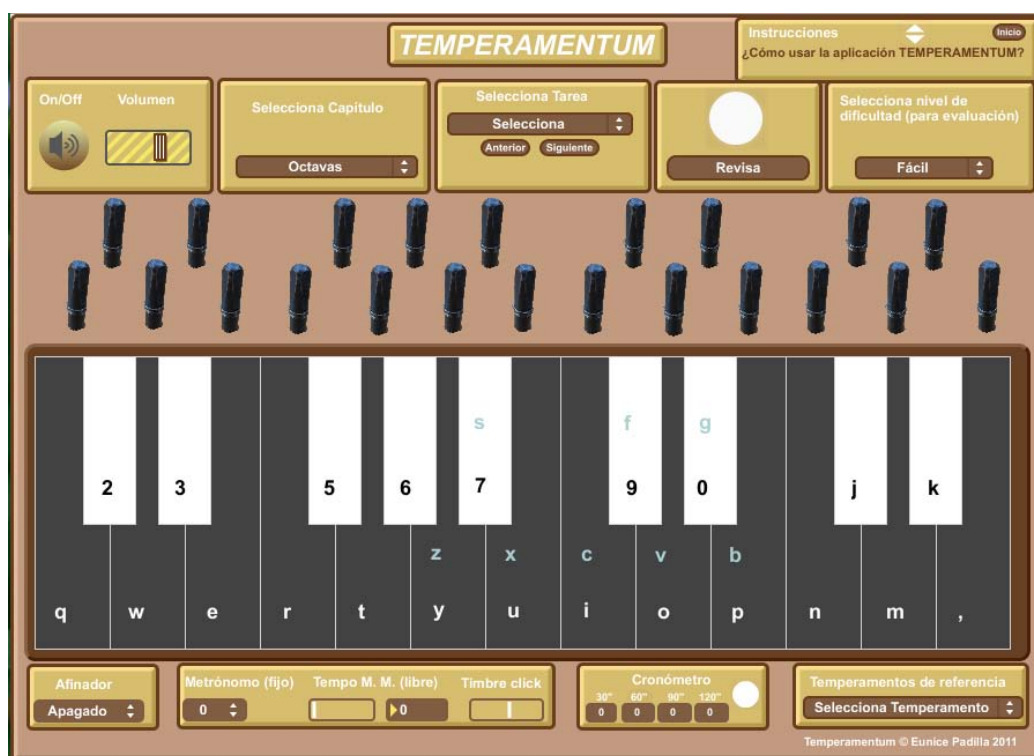 TEMPERAMENTUM
Instrucciones
Inicio
¿Cómo usar la aplicación TEMPERAMENTUM?
On/Off Volumen
Selecciona Capítulo
Octavas
Selecciona Tarea
Selecciona
Anterior Siguiente
Revisa
Selecciona nivel de
dificultad (para evaluación)
Fácil
s f g
2 3 5 6 7 9 0 j k
z x c v b
q w e r t y u i o p n m ,
Afinador
Apagado
Metrónomo (fijo) Tempo M. M. (libre) Timbre click
0 0
Cronómetro
30" 60" 90" 120"
0 0 0 0
Temperamentos de referencia
Selecciona Temperamento
Temperamentum © Eunice Padilla 2011